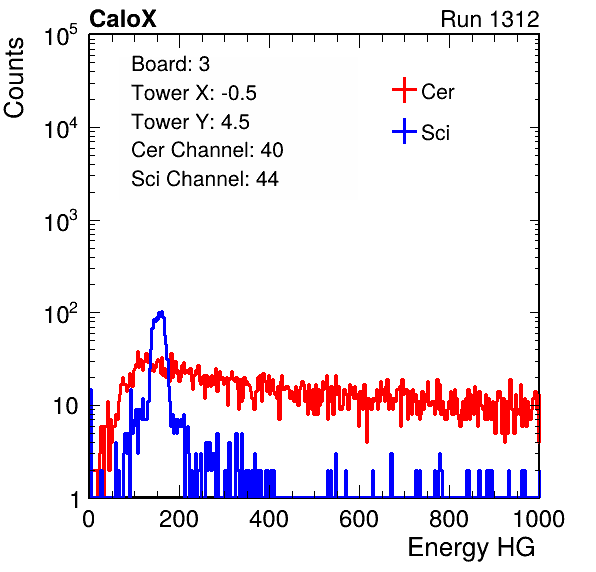 CaloX Run 1312
Counts
Board: 3
Tower X: -0.5
Tower Y: 4.5
Cer Channel: 40
Sci Channel: 44
Cer
Sci
10^5
10^4
10^3
10^2
10
1
0 200 400 600 800 1000
Energy HG